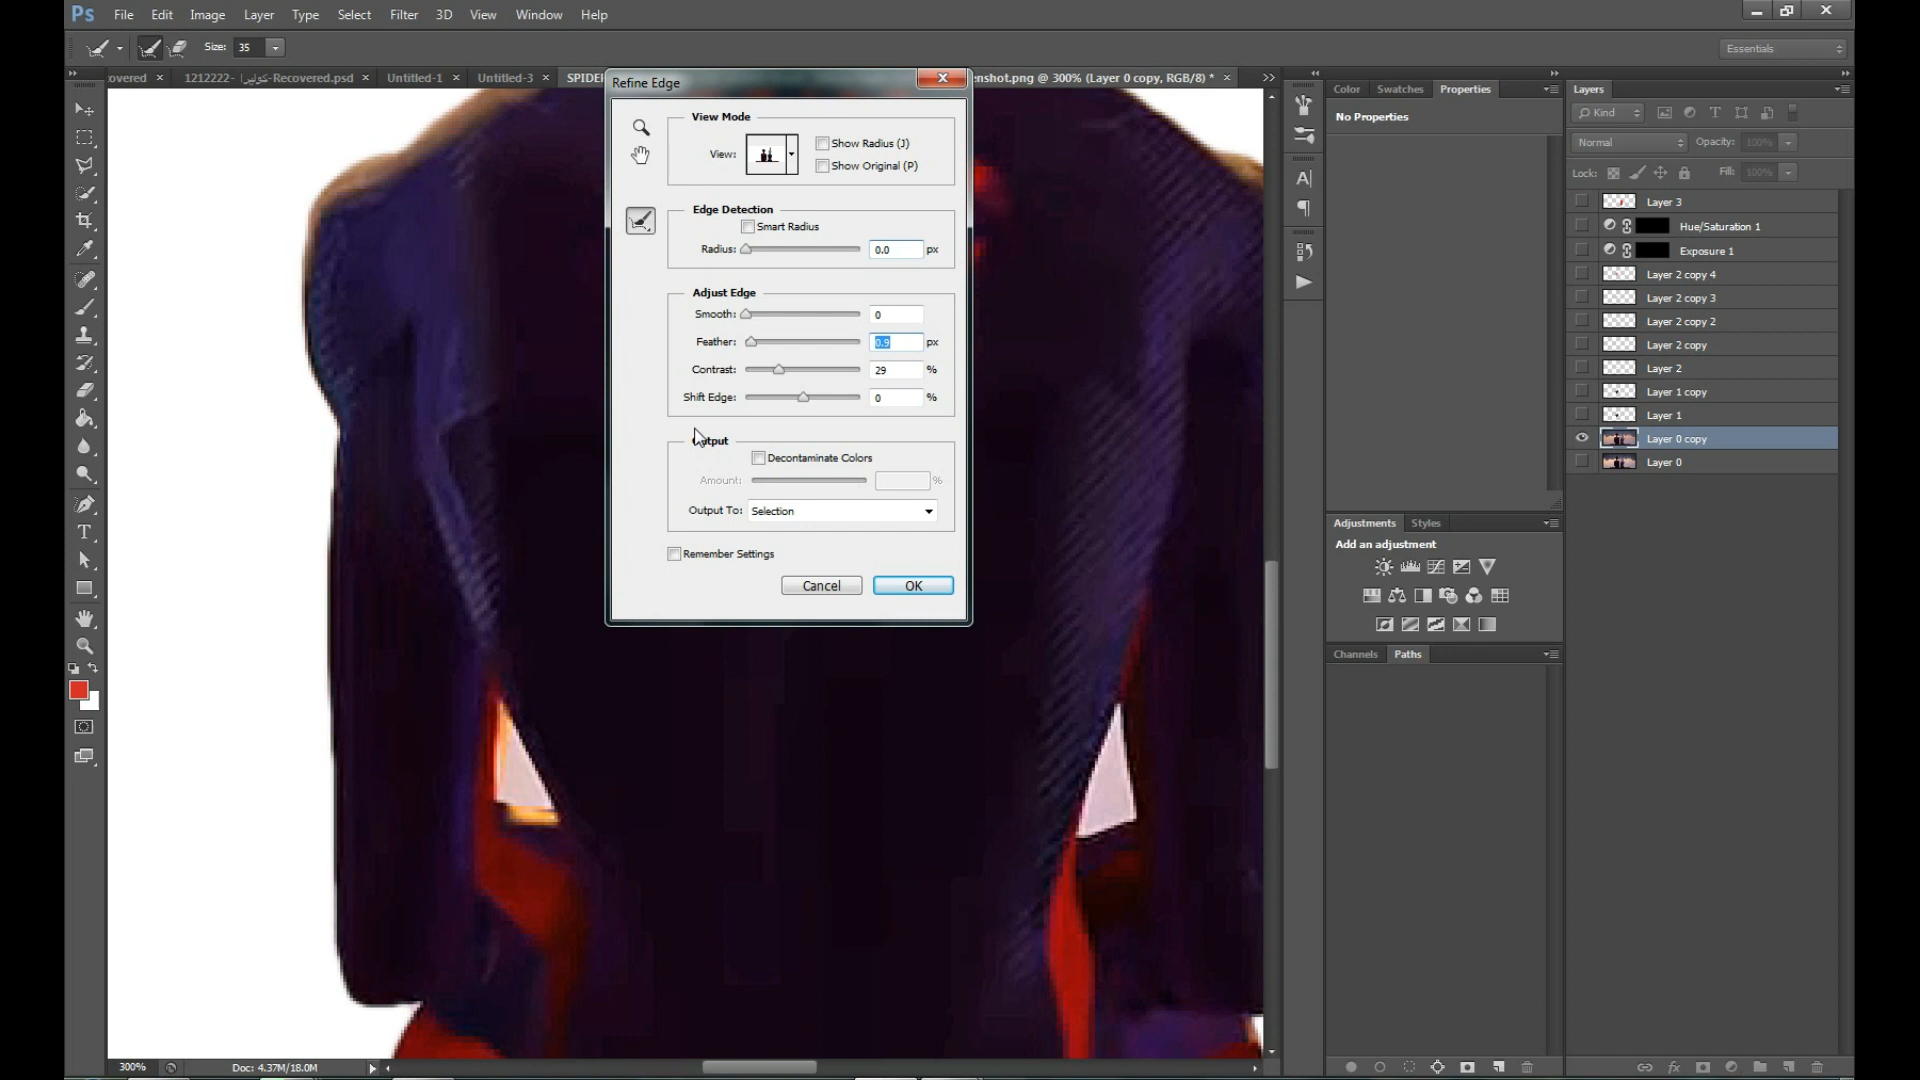 Ps File Edit Image Layer Type Select Filter 3D View Window Help
Size: 35 Essentials
overed × 1212222- كوليرا-Recovered.psd × Untitled-1 × Untitled-3 × SPIDER nshot.png @ 300% (Layer 0 copy, RGB/8) * ×
Refine Edge
View Mode
View:
Show Radius (J)
Show Original (P)
Edge Detection
Smart Radius
Radius: 0.0 px
Adjust Edge
Smooth: 0
Feather: 0.9 px
Contrast: 29 %
Shift Edge: 0 %
Output
Decontaminate Colors
Amount: %
Output To: Selection
Remember Settings
Cancel OK
Color Swatches Properties
No Properties
Adjustments Styles
Add an adjustment
Channels Paths
Layers
Kind
Normal Opacity: 100%
Lock: Fill: 100%
Layer 3
Hue/Saturation 1
Exposure 1
Layer 2 copy 4
Layer 2 copy 3
Layer 2 copy 2
Layer 2 copy
Layer 2
Layer 1 copy
Layer 1
Layer 0 copy
Layer 0
300% Doc: 4.37M/18.0M